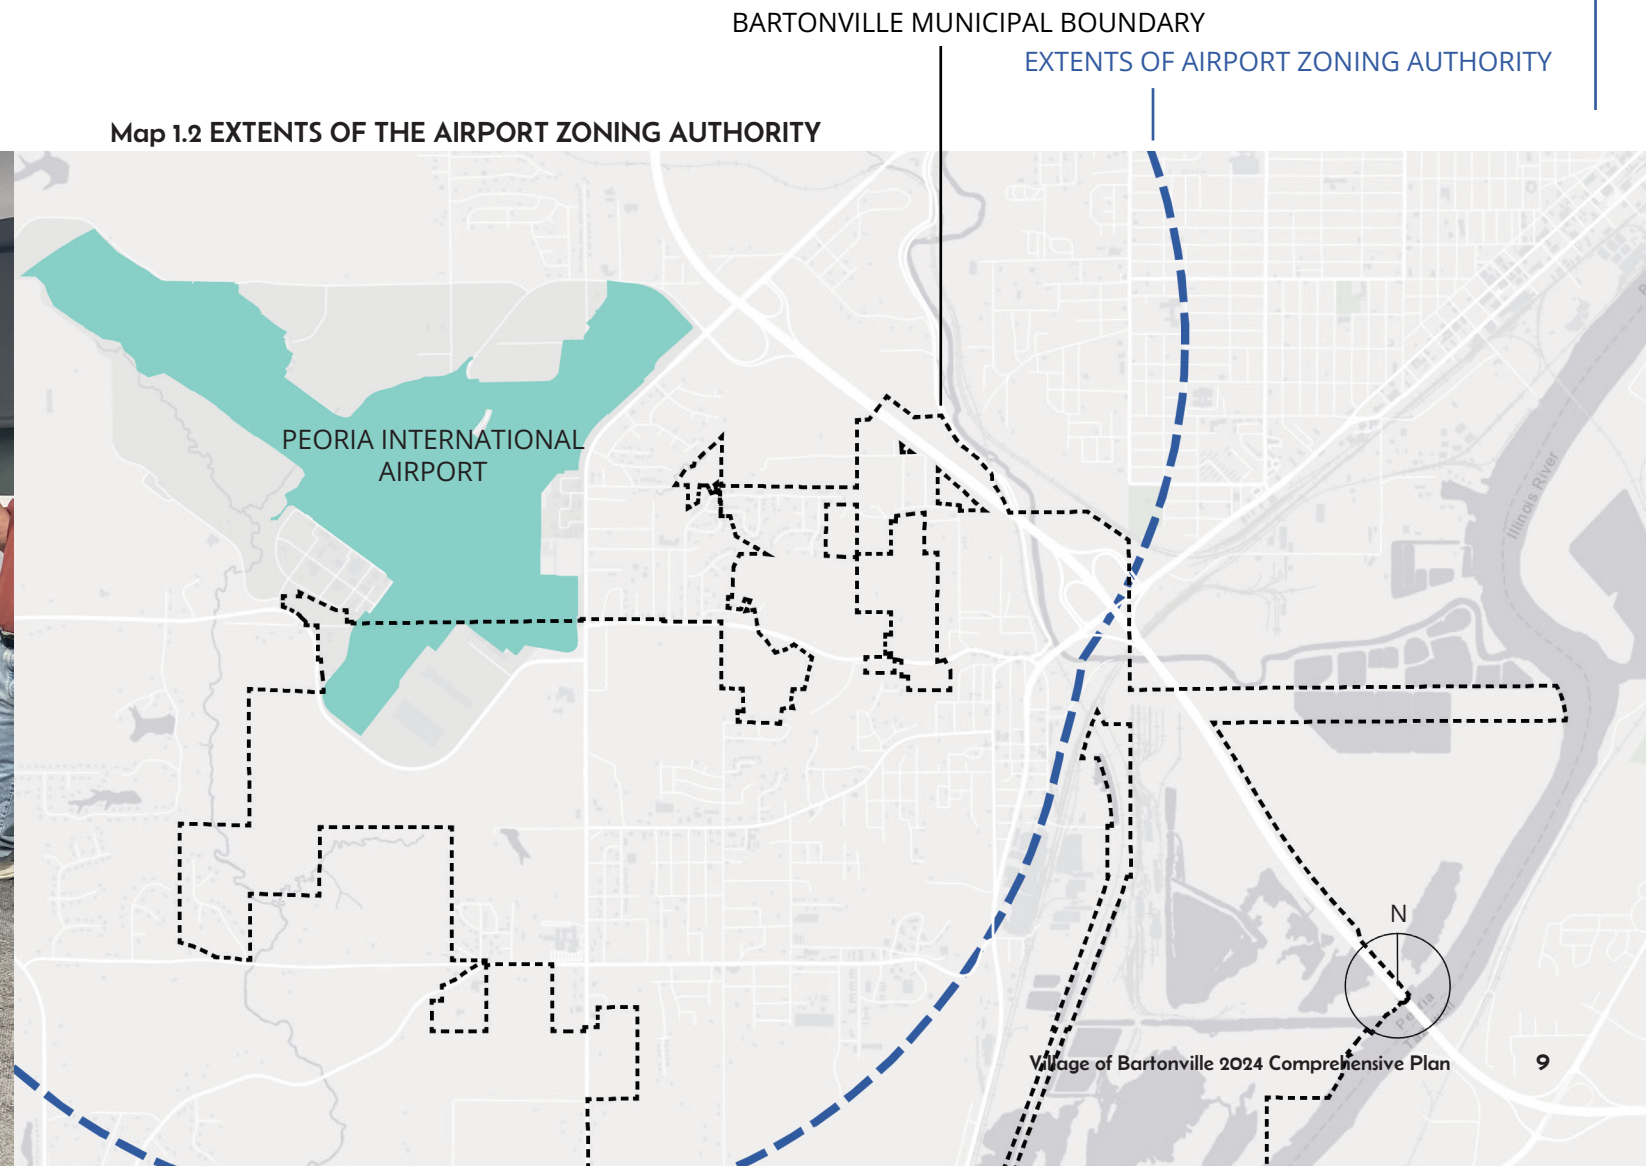 BARTONVILLE MUNICIPAL BOUNDARY
EXTENTS OF AIRPORT ZONING AUTHORITY
Map 1.2 EXTENTS OF THE AIRPORT ZONING AUTHORITY
PEORIA INTERNATIONAL
AIRPORT
Illinois River
N
Peoria
Village of Bartonville 2024 Comprehensive Plan
9